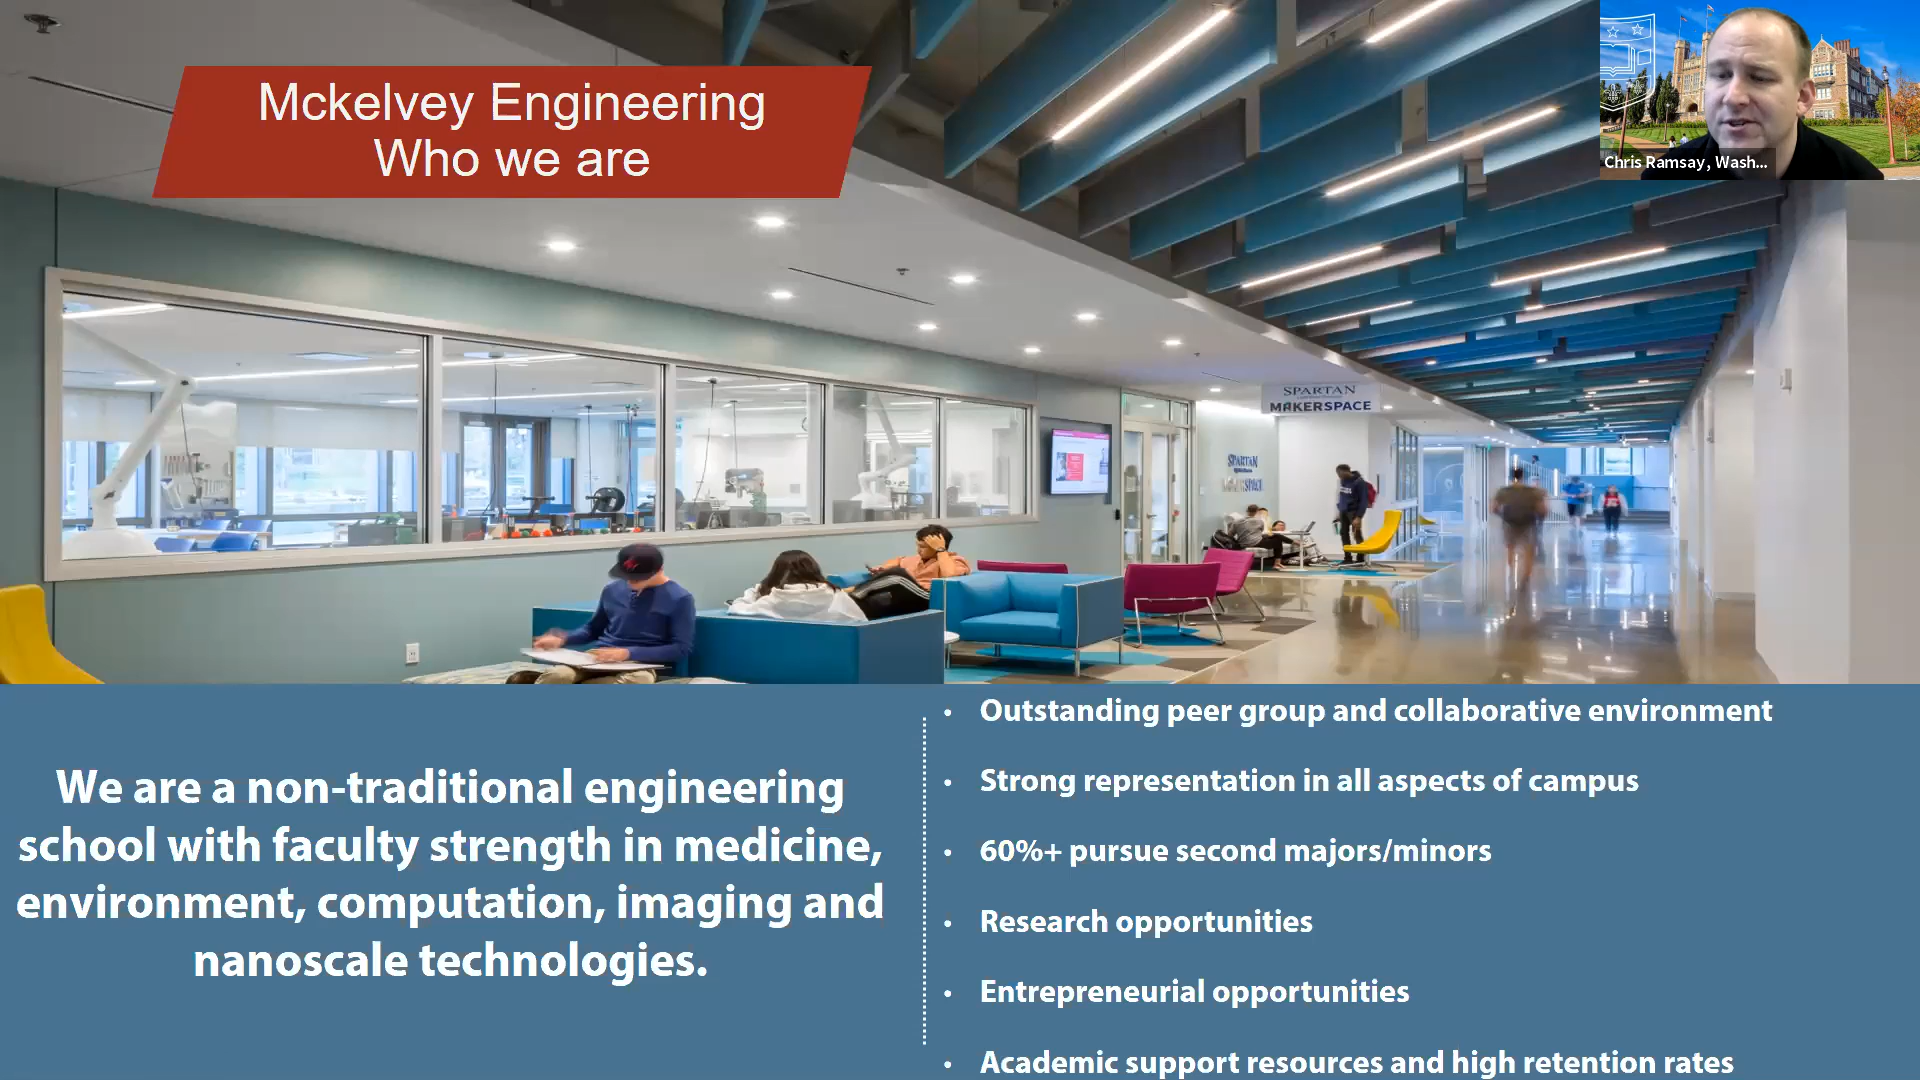 Mckelvey Engineering
Who we are
Chris Ramsay, Wash...
SPARTAN
MAKERSPACE
SPARTAN
We are a non-traditional engineering
school with faculty strength in medicine,
environment, computation, imaging and
nanoscale technologies.
• Outstanding peer group and collaborative environment
• Strong representation in all aspects of campus
• 60%+ pursue second majors/minors
• Research opportunities
• Entrepreneurial opportunities
• Academic support resources and high retention rates